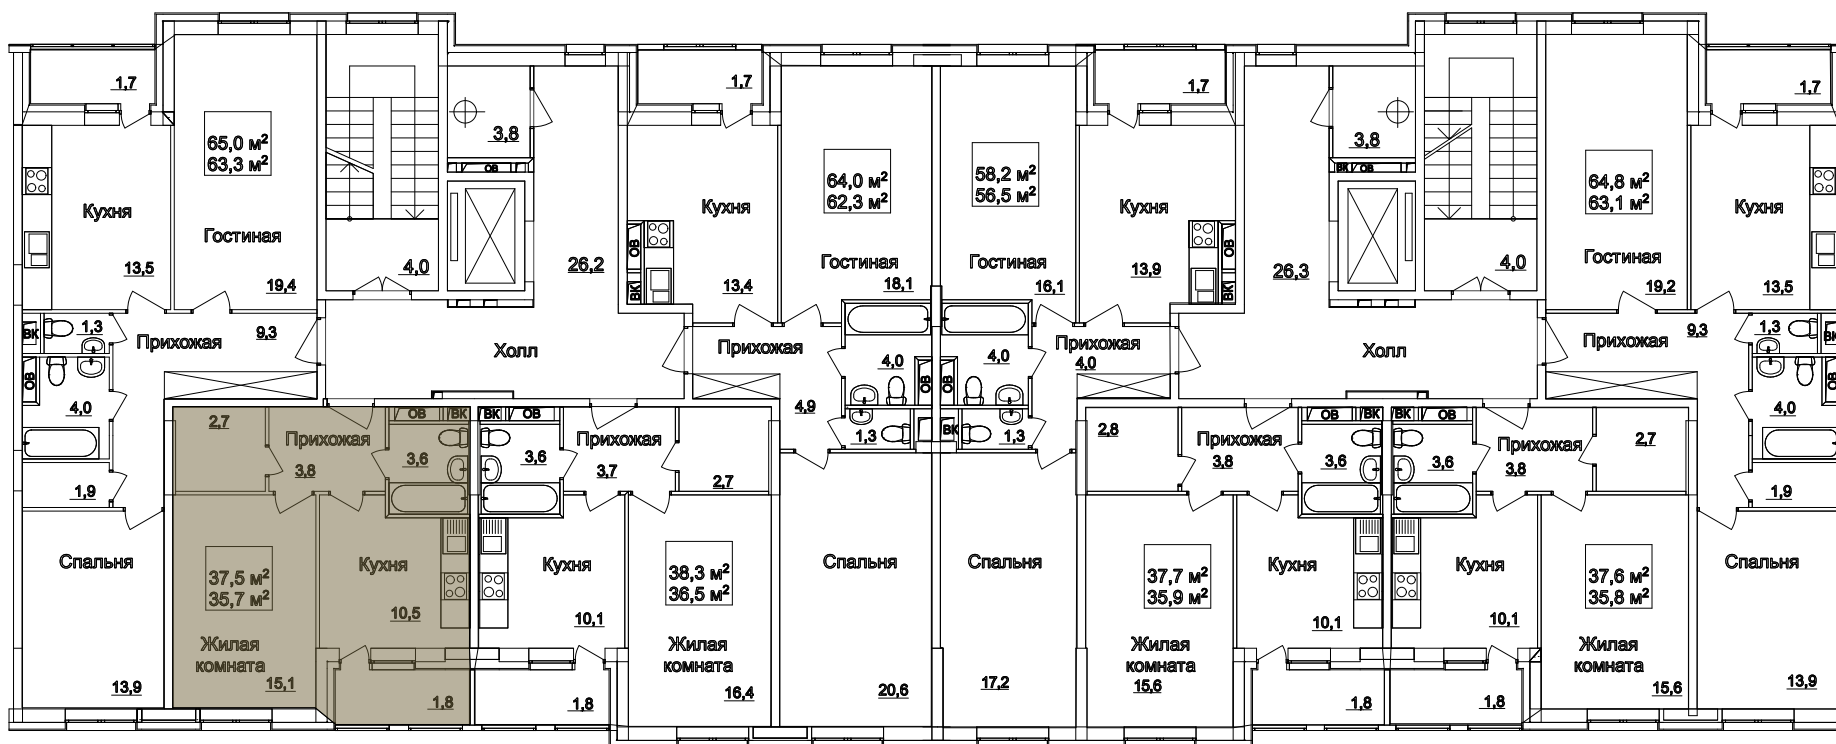 1,7
65,0 м²
63,3 м²
Кухня
13,5
Гостиная
19,4
4,0
3,8
ОВ
26,2
1,7
Кухня
13,4
ОВ
ВК
64,0 м²
62,3 м²
Гостиная
18,1
58,2 м²
56,5 м²
Гостиная
16,1
1,7
Кухня
13,9
ОВ
ВК
26,3
3,8
ВК
ОВ
4,0
64,8 м²
63,1 м²
Гостиная
19,2
1,7
Кухня
13,5
ВК
1,3
Прихожая
9,3
ОВ
4,0
1,9
Холл
Прихожая
4,9
4,0
ОВ
1,3
ОВ
4,0
ВК
1,3
Прихожая
4,0
Холл
Прихожая
9,3
1,3
ВК
ОВ
4,0
1,9
2,7
Прихожая
3,8
ОВ
ВК
3,6
ВК
ОВ
3,6
Прихожая
3,7
2,7
2,8
Прихожая
3,8
ОВ
ВК
3,6
ВК
ОВ
3,6
Прихожая
3,8
2,7
Спальня
13,9
37,5 м²
35,7 м²
Жилая
комната
15,1
Кухня
10,5
1,8
Кухня
10,1
1,8
38,3 м²
36,5 м²
Жилая
комната
16,4
Спальня
20,6
Спальня
17,2
37,7 м²
35,9 м²
Жилая
комната
15,6
Кухня
10,1
1,8
Кухня
10,1
1,8
37,6 м²
35,8 м²
Жилая
комната
15,6
Спальня
13,9